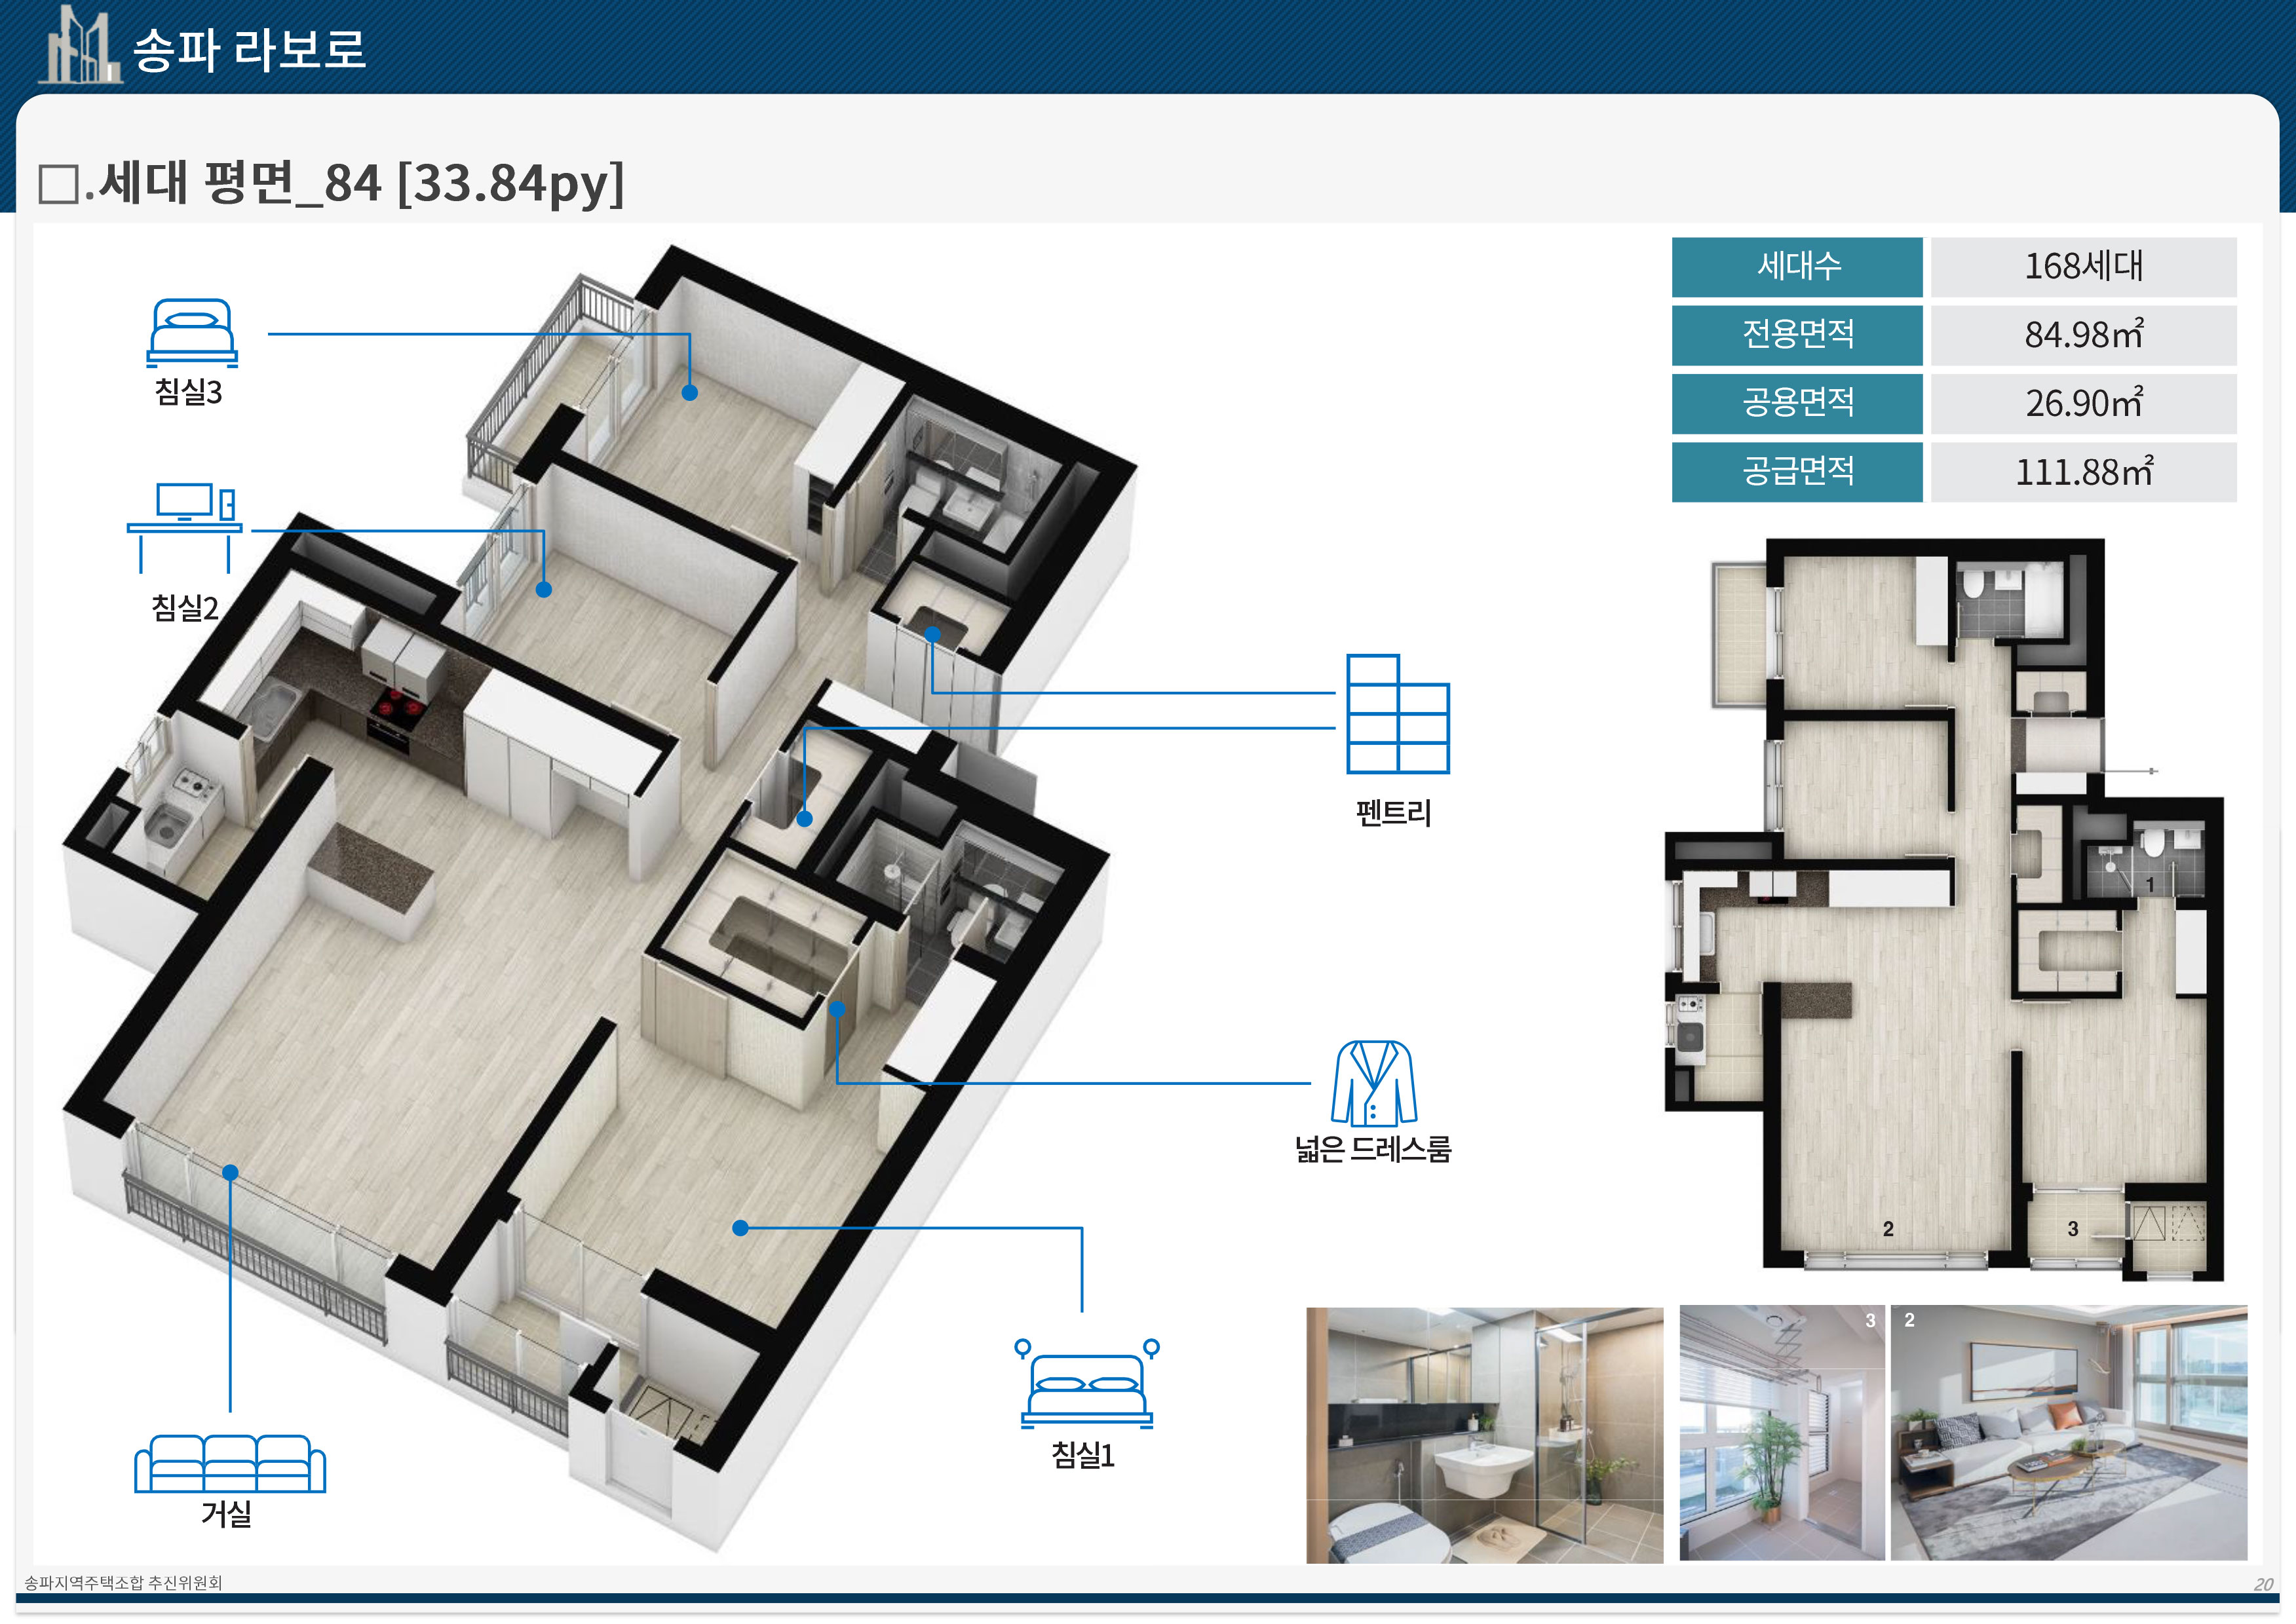 송파 라보로
□.세대 평면_84 [33.84py]
세대수 168세대
전용면적 84.98㎡
공용면적 26.90㎡
공급면적 111.88㎡
침실3
침실2
펜트리
넓은 드레스룸
침실1
거실
1
2
3
3
2
송파지역주택조합 추진위원회
20